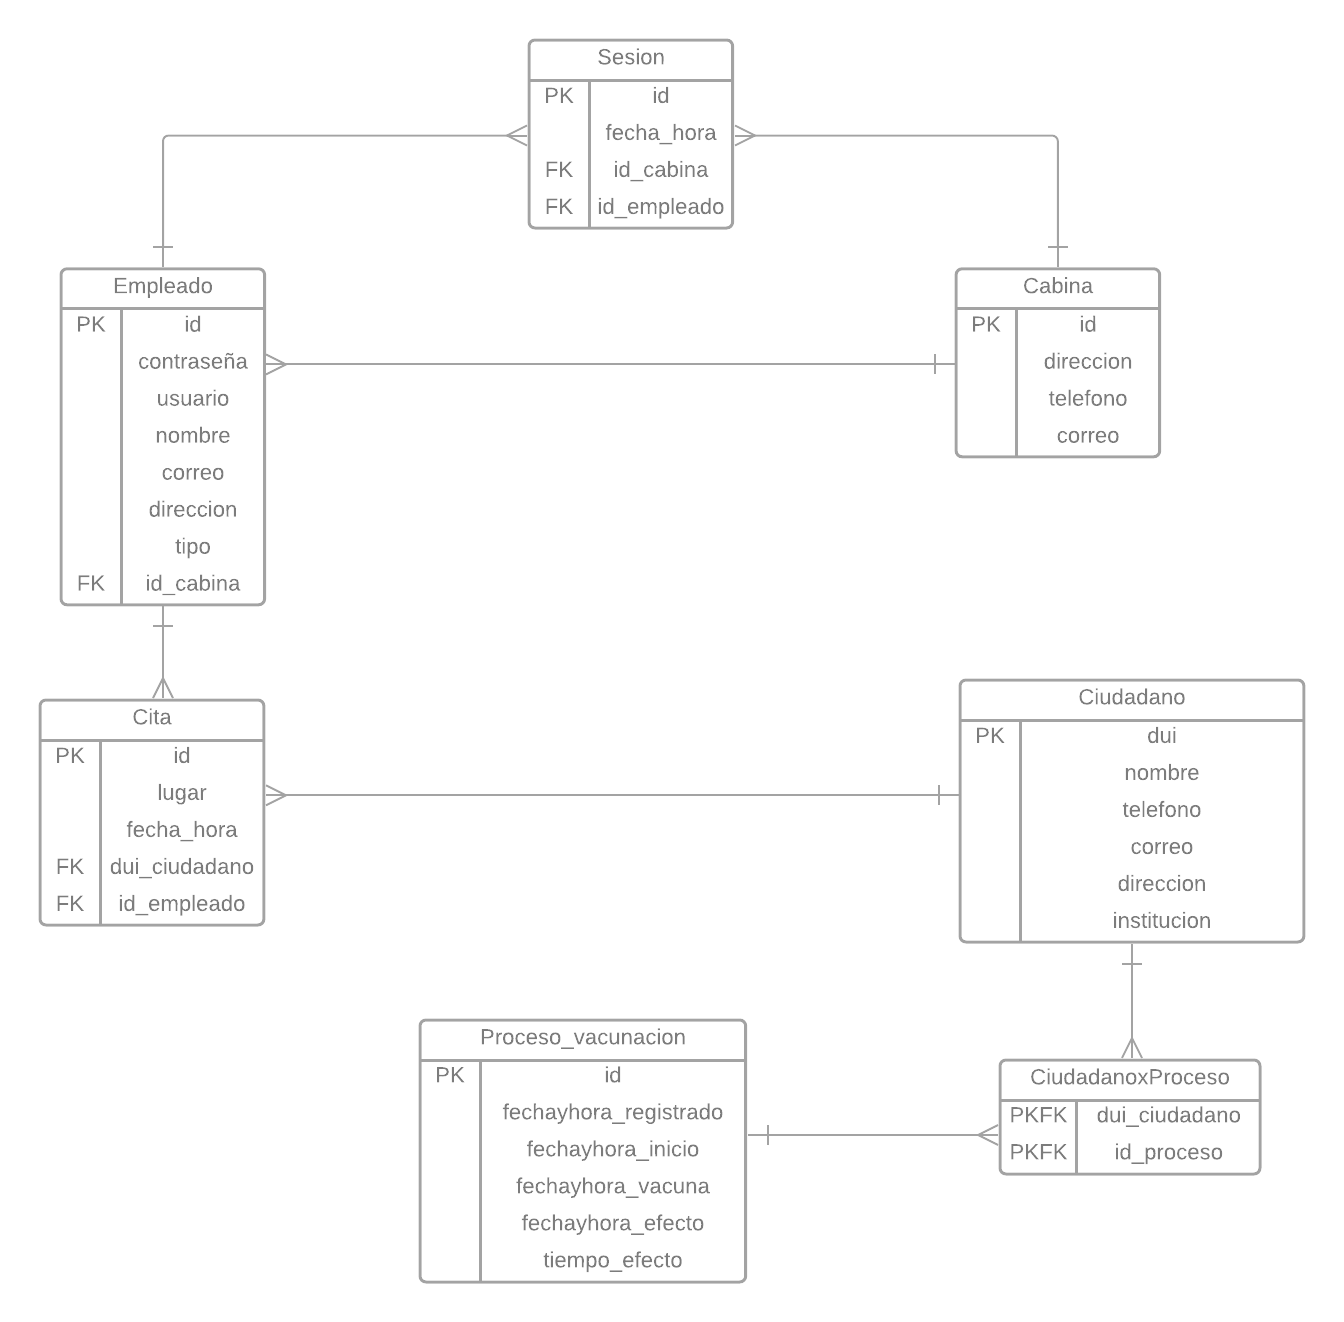 Sesion
PK id
fecha_hora
FK id_cabina
FK id_empleado
Empleado
PK id
contraseña
usuario
nombre
correo
direccion
tipo
FK id_cabina
Cabina
PK id
direccion
telefono
correo
Cita
PK id
lugar
fecha_hora
FK dui_ciudadano
FK id_empleado
Ciudadano
PK dui
nombre
telefono
correo
direccion
institucion
Proceso_vacunacion
PK id
fechayhora_registrado
fechayhora_inicio
fechayhora_vacuna
fechayhora_efecto
tiempo_efecto
CiudadanoxProceso
PKFK dui_ciudadano
PKFK id_proceso